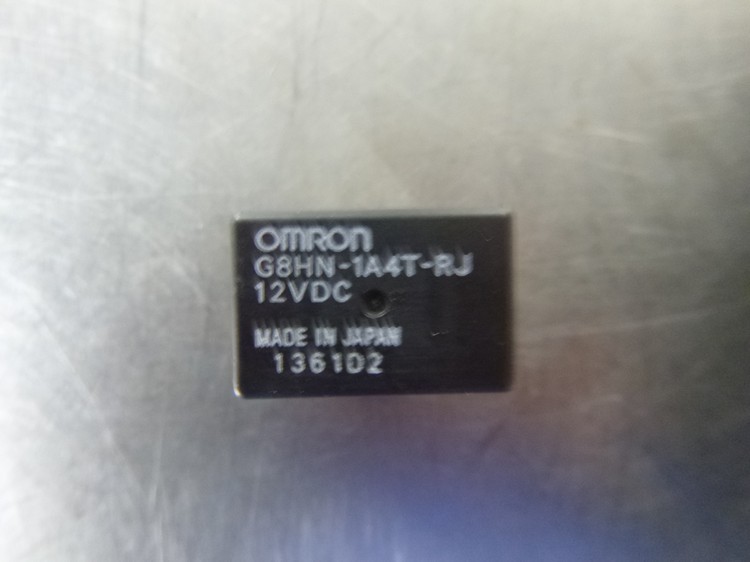 OMRON
G8HN-1A4T-RJ
12VDC
MADE IN JAPAN
1361D2